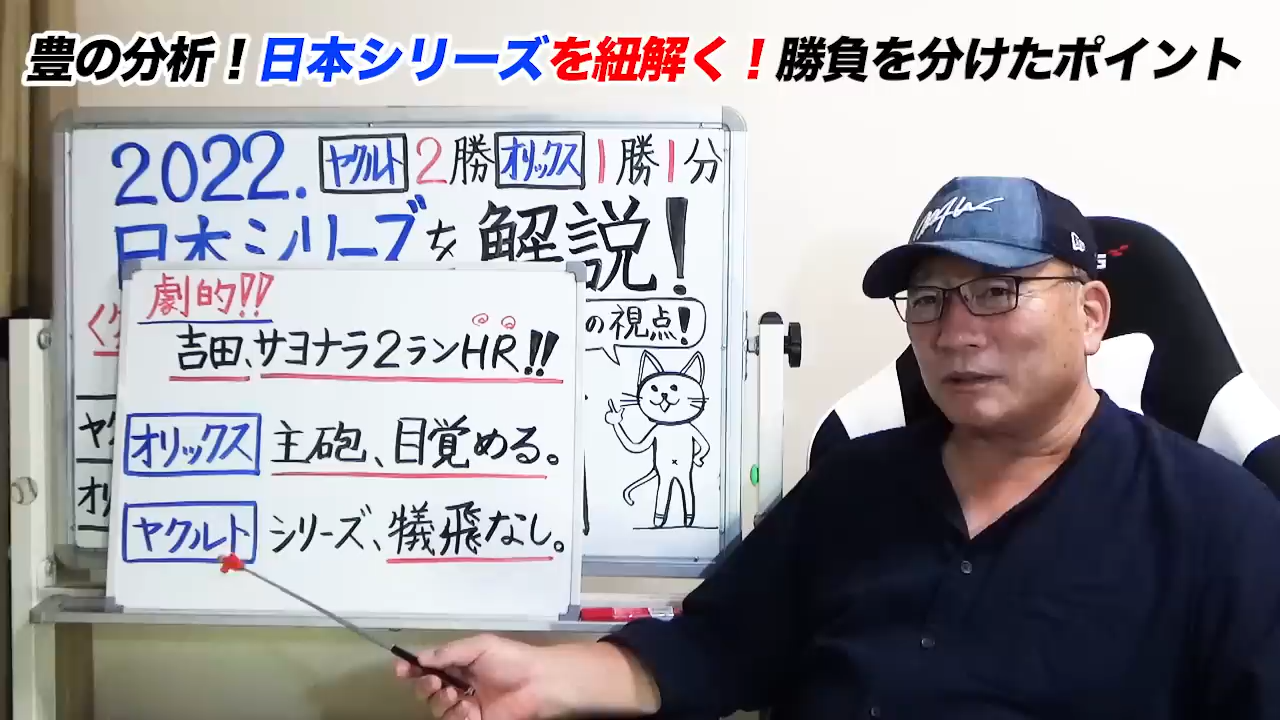 豊の分析！日本シリーズを紐解く！勝負を分けたポイント
2022. ヤクルト 2勝 オリックス 1勝1分
日本シリーズを解説！
の視点！
劇的!!
吉田、サヨナラ2ランHR!!
オリックス 主砲、目覚める。
ヤクルト シリーズ、犠飛なし。
ヤク
オリ